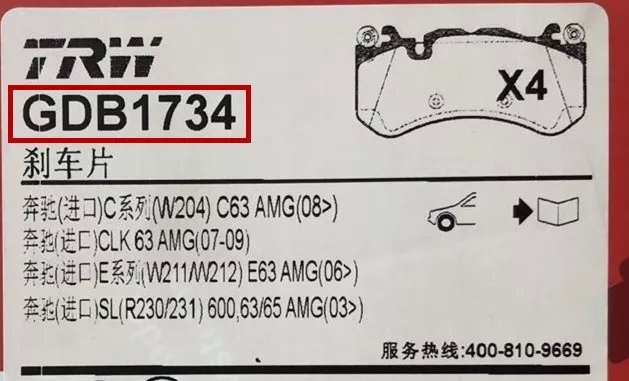 TRW
GDB1734
X4
刹车片
奔驰(进口)C系列(W204) C63 AMG(08>)
奔驰(进口)CLK 63 AMG(07-09)
奔驰(进口)E系列(W211/W212) E63 AMG(06>)
奔驰(进口)SL(R230/231) 600,63/65 AMG(03>)
服务热线:400-810-9669